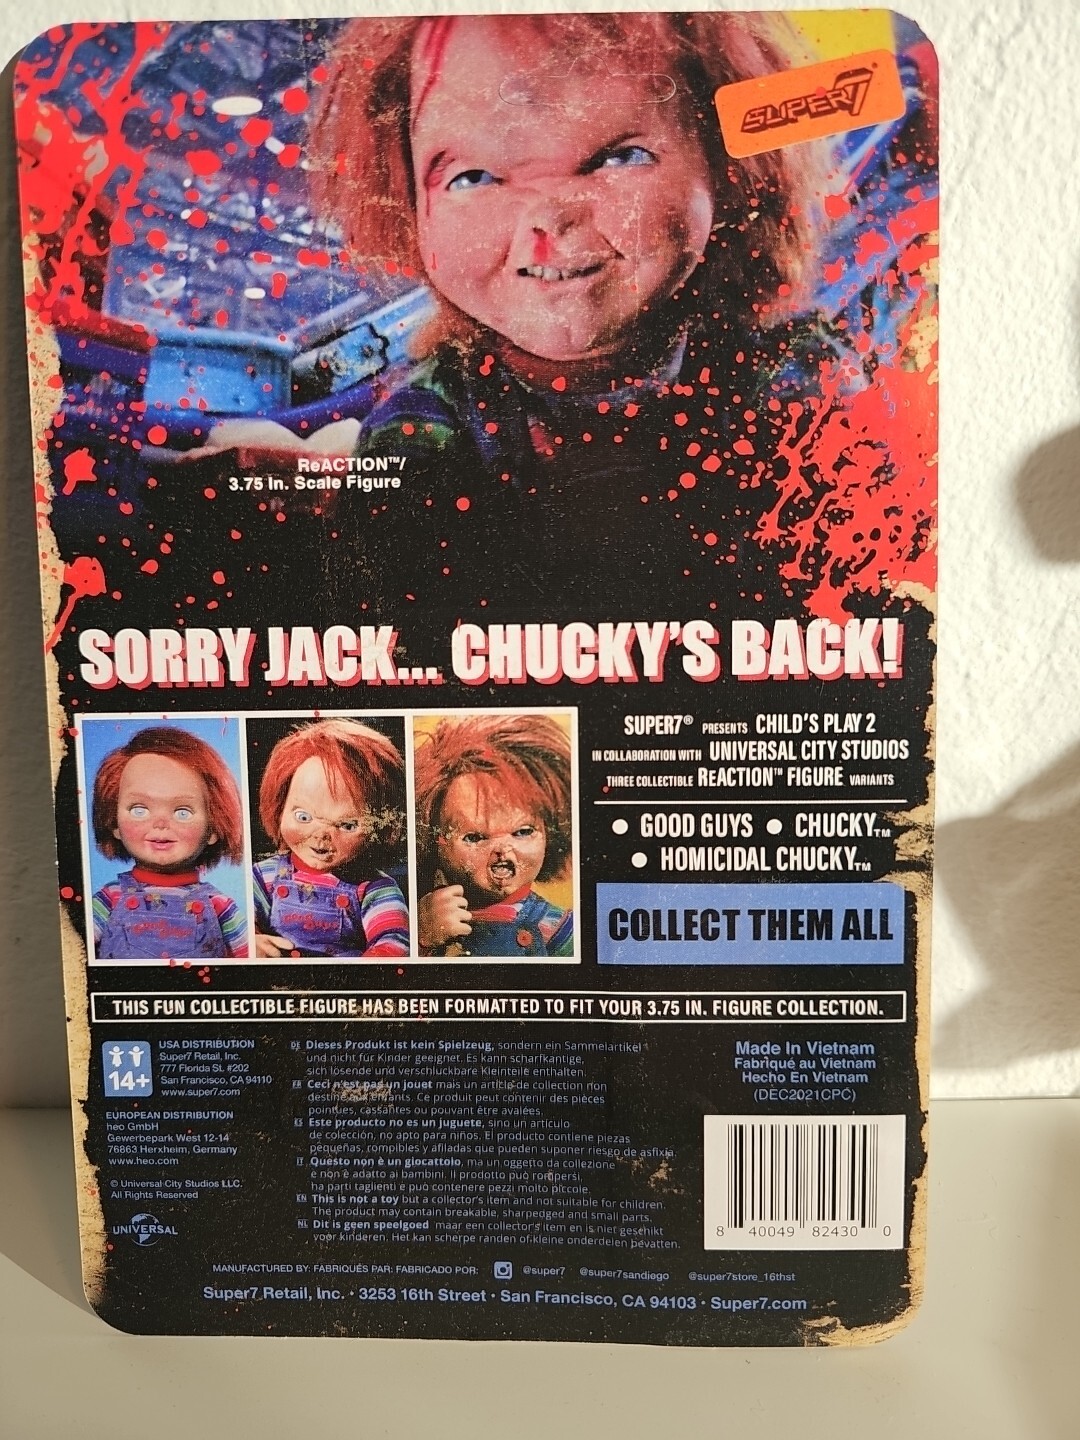 SUPER7®
ReACTION™/
3.75 In. Scale Figure
SORRY JACK... CHUCKY'S BACK!
SUPER7® PRESENTS CHILD'S PLAY 2
IN COLLABORATION WITH UNIVERSAL CITY STUDIOS
THREE COLLECTIBLE ReACTION™ FIGURE VARIANTS
• GOOD GUYS • CHUCKY™
• HOMICIDAL CHUCKY™
COLLECT THEM ALL
THIS FUN COLLECTIBLE FIGURE HAS BEEN FORMATTED TO FIT YOUR 3.75 IN. FIGURE COLLECTION.
14+
USA DISTRIBUTION
Super7 Retail, Inc.
777 Florida St. #202
San Francisco, CA 94110
www.super7.com
EUROPEAN DISTRIBUTION
heo GmbH
Gewerbepark West 12-14
76863 Herxheim, Germany
www.heo.com
© Universal City Studios LLC.
All Rights Reserved
UNIVERSAL
DE Dieses Produkt ist kein Spielzeug, sondern ein Sammelartikel
und nicht für Kinder geeignet. Es kann scharfkantige,
sich lösende und verschluckbare Kleinteile enthalten.
FR Ceci n'est pas un jouet mais un article de collection non
destiné aux enfants. Ce produit peut contenir des pièces
pointues, cassantes ou pouvant être avalées.
ES Este producto no es un juguete, sino un artículo
de colección, no apto para niños. El producto contiene piezas
pequeñas, rompibles y afiladas que pueden suponer riesgo de asfixia.
IT Questo non è un giocattolo, ma un oggetto da collezione
e non è adatto ai bambini. Il prodotto può rompersi,
ha parti taglienti e può contenere pezzi molto piccole.
EN This is not a toy but a collector's item and not suitable for children.
The product may contain breakable, sharpedged and small parts.
NL Dit is geen speelgoed maar een collector's item en is niet geschikt
voor kinderen. Het kan scherpe randen of kleine onderdelen bevatten.
Made In Vietnam
Fabriqué au Vietnam
Hecho En Vietnam
(DEC2021CPC)
8 40049 82430 0
MANUFACTURED BY: FABRIQUÉS PAR: FABRICADO POR: @super7 @super7sandiego @super7store_16thst
Super7 Retail, Inc. • 3253 16th Street • San Francisco, CA 94103 • Super7.com